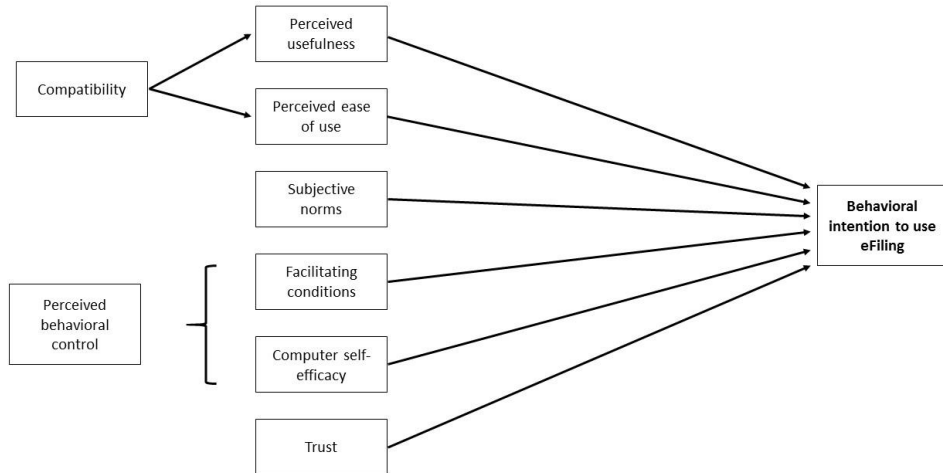 Perceived
usefulness
Compatibility
Perceived ease
of use
Subjective
norms
Behavioral
intention to use
eFiling
Facilitating
conditions
Perceived
behavioral
control
Computer self-
efficacy
Trust